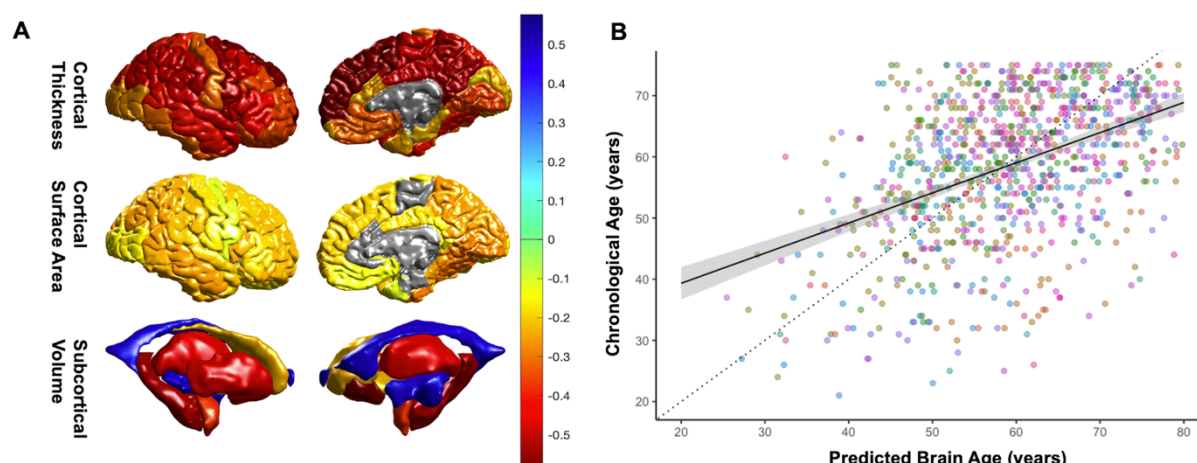 A
Cortical
Thickness
Cortical
Surface Area
Subcortical
Volume
0.5
0.4
0.3
0.2
0.1
0
-0.1
-0.2
-0.3
-0.4
-0.5
B
Chronological Age (years)
70
60
50
40
30
20
20
30
40
50
60
70
80
Predicted Brain Age (years)